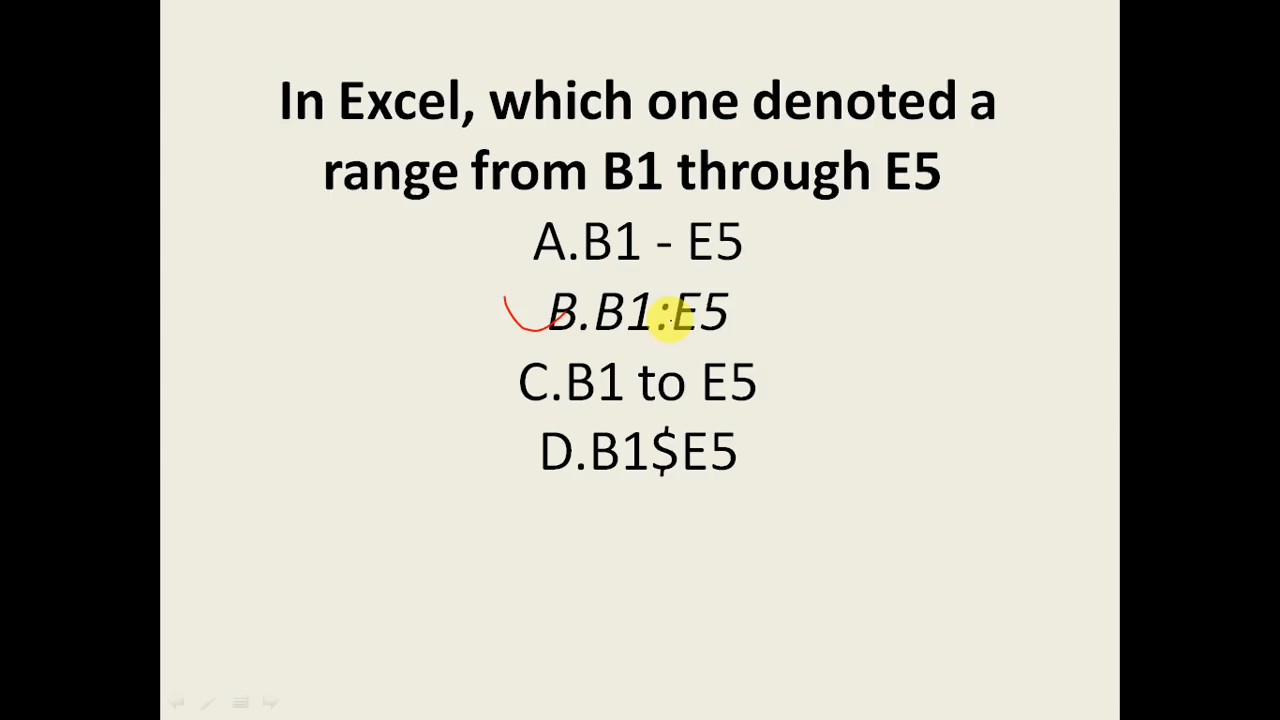 In Excel, which one denoted a
range from B1 through E5
A.B1 - E5
B.B1:E5
C.B1 to E5
D.B1$E5